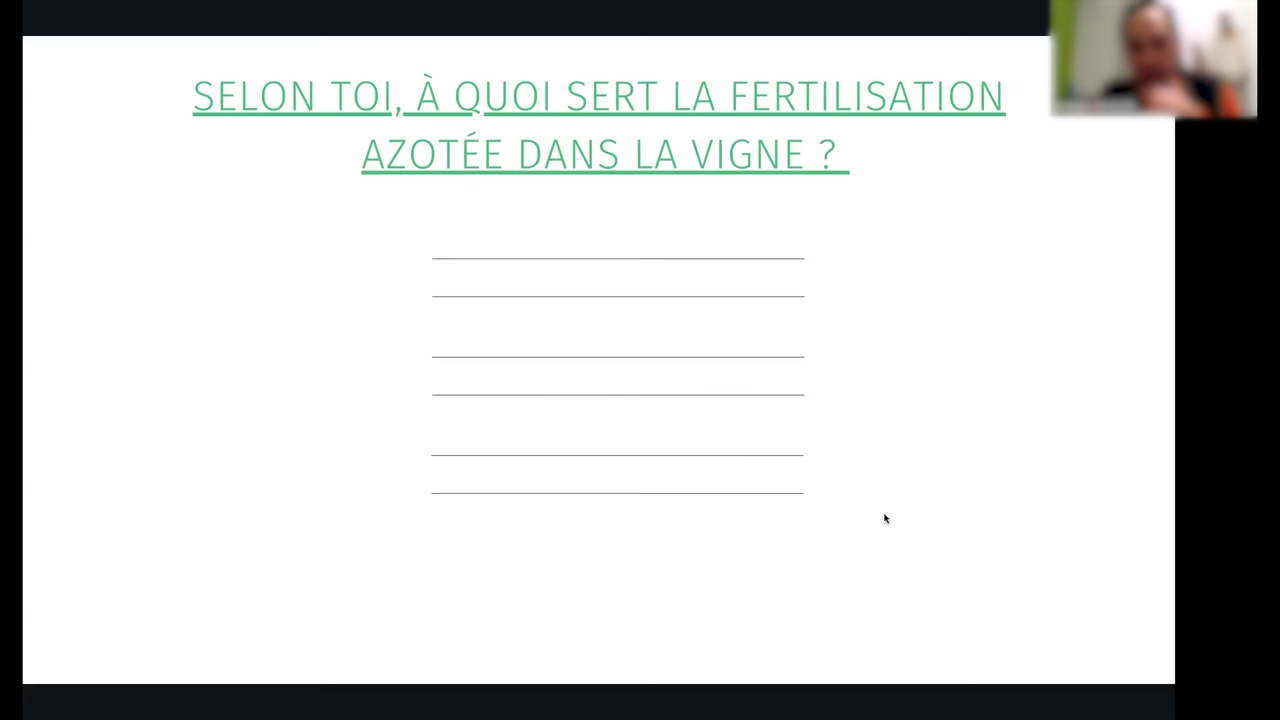 SELON TOI, À QUOI SERT LA FERTILISATION
AZOTÉE DANS LA VIGNE ?